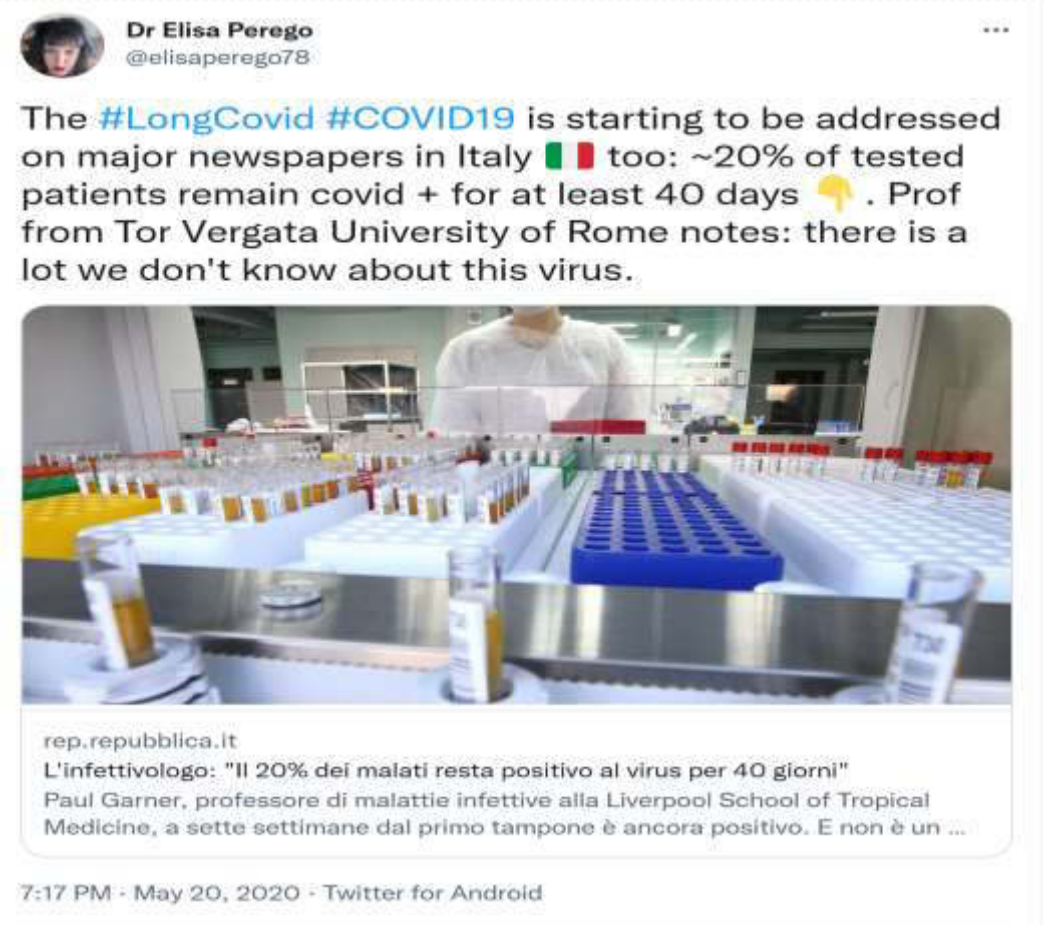 Dr Elisa Perego
@elisaperego78
The #LongCovid #COVID19 is starting to be addressed
on major newspapers in Italy 🇮🇹 too: ~20% of tested
patients remain covid + for at least 40 days 👇 . Prof
from Tor Vergata University of Rome notes: there is a
lot we don't know about this virus.
rep.repubblica.it
L'infettivologo: "Il 20% dei malati resta positivo al virus per 40 giorni"
Paul Garner, professore di malattie infettive alla Liverpool School of Tropical
Medicine, a sette settimane dal primo tampone è ancora positivo. E non è un ...
7:17 PM · May 20, 2020 · Twitter for Android